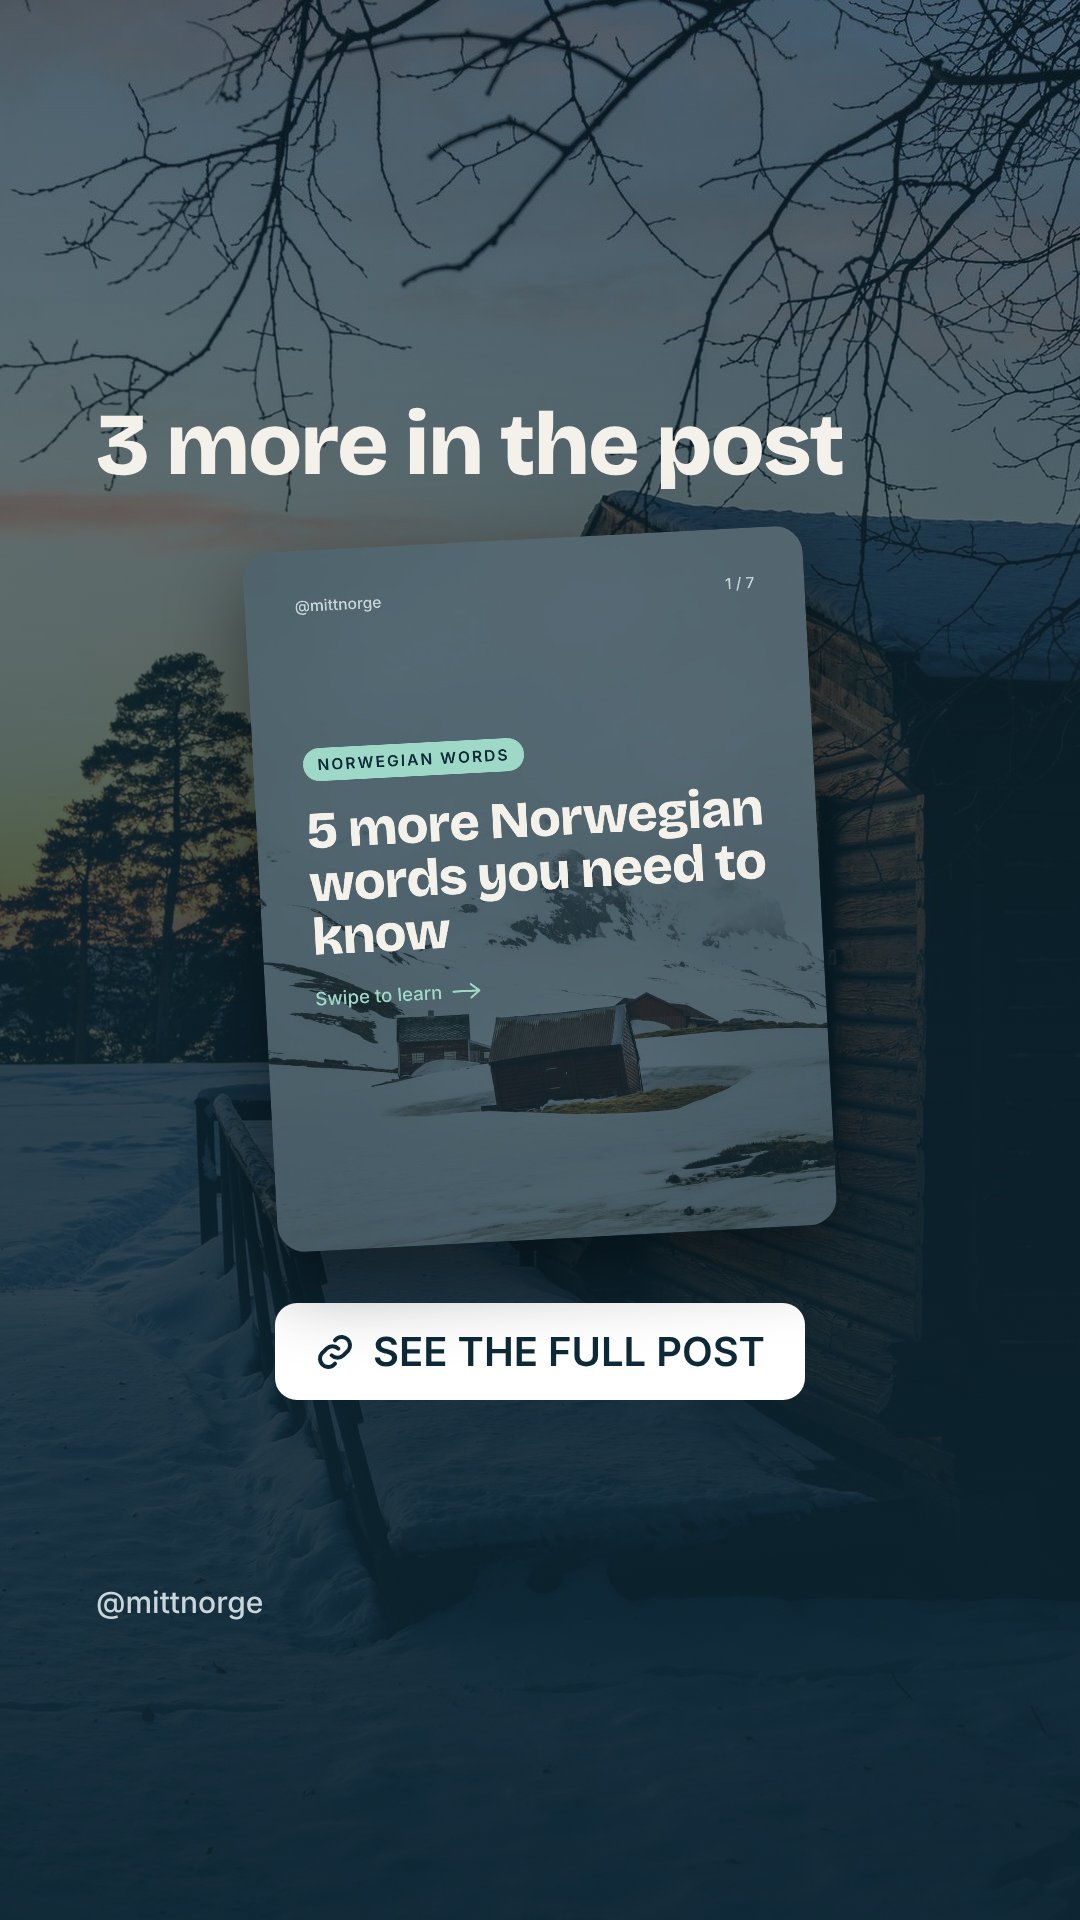 3 more in the post
@mittnorge
1 / 7
NORWEGIAN WORDS
5 more Norwegian
words you need to
know
Swipe to learn →
SEE THE FULL POST
@mittnorge